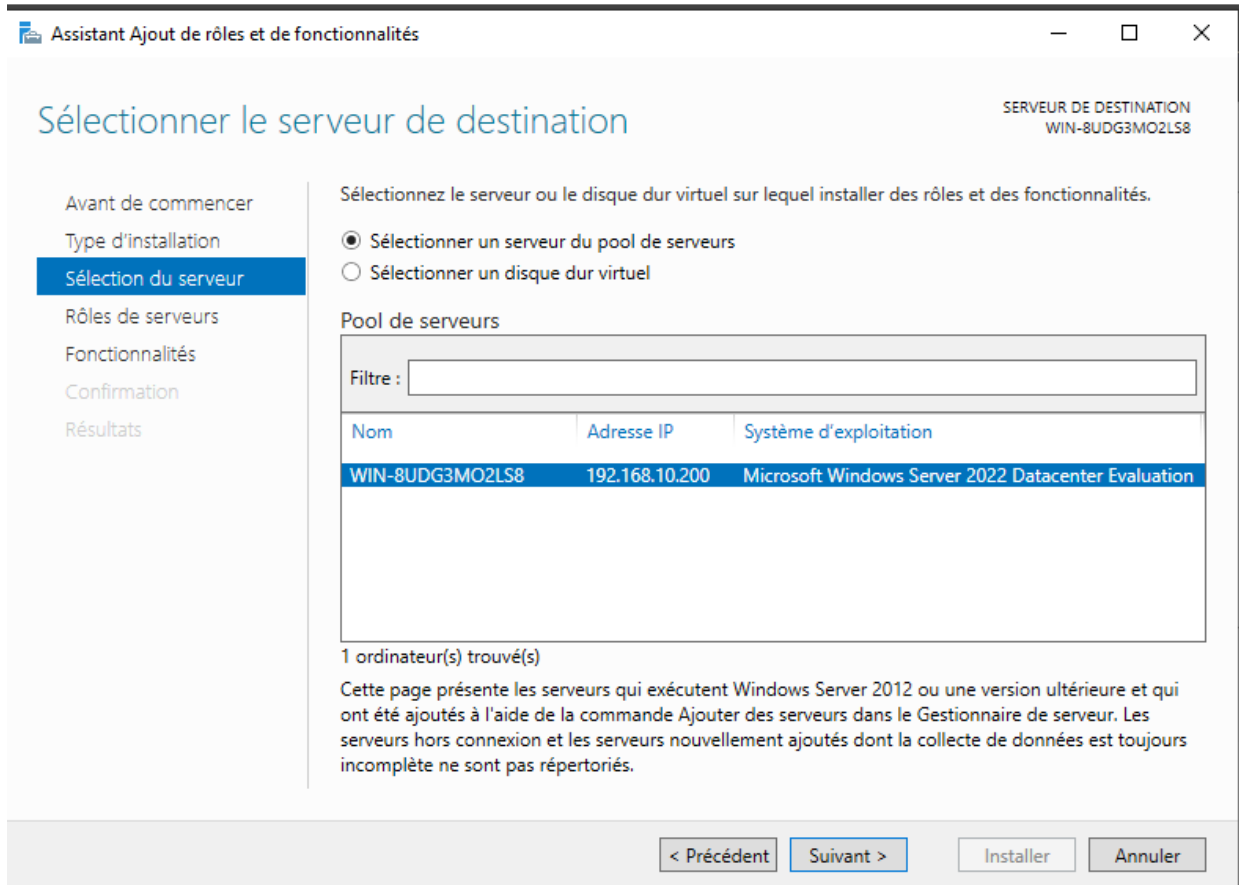 Assistant Ajout de rôles et de fonctionnalités
Sélectionner le serveur de destination
SERVEUR DE DESTINATION
WIN-8UDG3MO2LS8
Avant de commencer
Type d'installation
Sélection du serveur
Rôles de serveurs
Fonctionnalités
Confirmation
Résultats
Sélectionnez le serveur ou le disque dur virtuel sur lequel installer des rôles et des fonctionnalités.
Sélectionner un serveur du pool de serveurs
Sélectionner un disque dur virtuel
Pool de serveurs
Filtre :
Nom Adresse IP Système d'exploitation
WIN-8UDG3MO2LS8 192.168.10.200 Microsoft Windows Server 2022 Datacenter Evaluation
1 ordinateur(s) trouvé(s)
Cette page présente les serveurs qui exécutent Windows Server 2012 ou une version ultérieure et qui
ont été ajoutés à l'aide de la commande Ajouter des serveurs dans le Gestionnaire de serveur. Les
serveurs hors connexion et les serveurs nouvellement ajoutés dont la collecte de données est toujours
incomplète ne sont pas répertoriés.
< Précédent Suivant > Installer Annuler